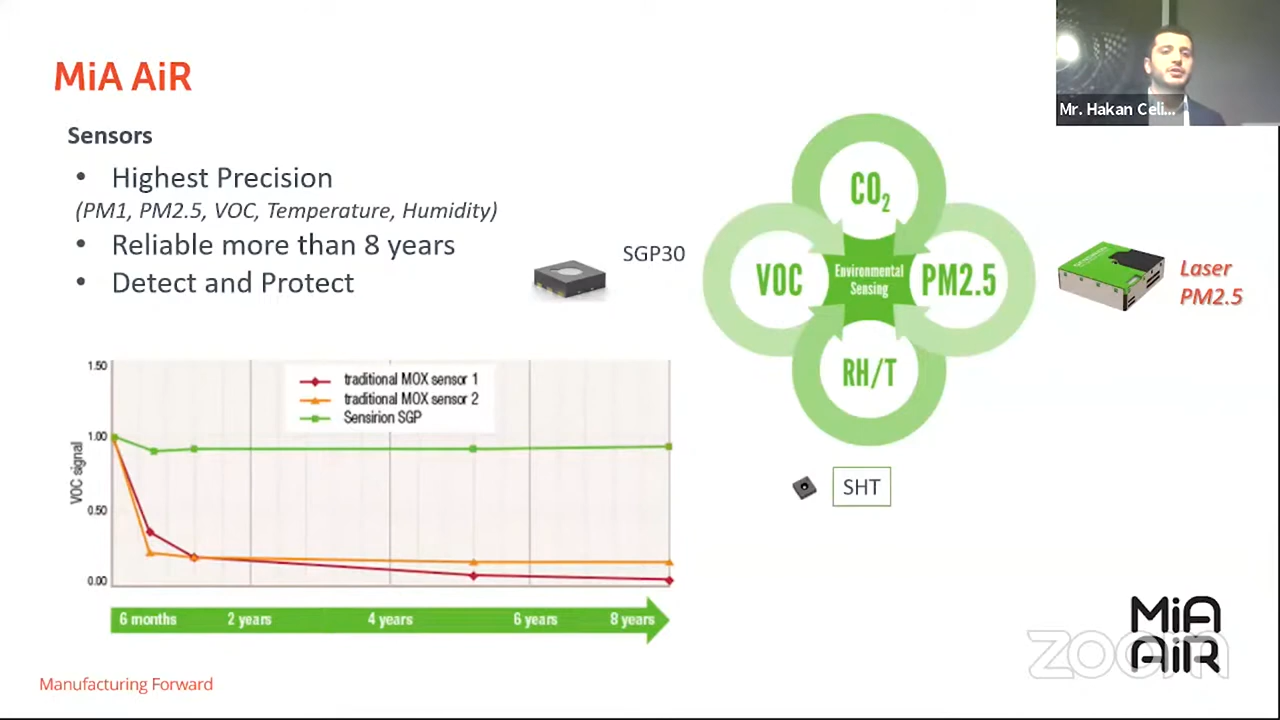 MiA AiR
Mr. Hakan Celi...
Sensors
• Highest Precision
(PM1, PM2.5, VOC, Temperature, Humidity)
• Reliable more than 8 years
• Detect and Protect
SGP30
CO₂
VOC
Environmental
Sensing
PM2.5
RH/T
Laser
PM2.5
SHT
1.50
1.00
0.50
0.00
VOC signal
traditional MOX sensor 1
traditional MOX sensor 2
Sensirion SGP
6 months 2 years 4 years 6 years 8 years
MiA
AiR
zoom
Manufacturing Forward